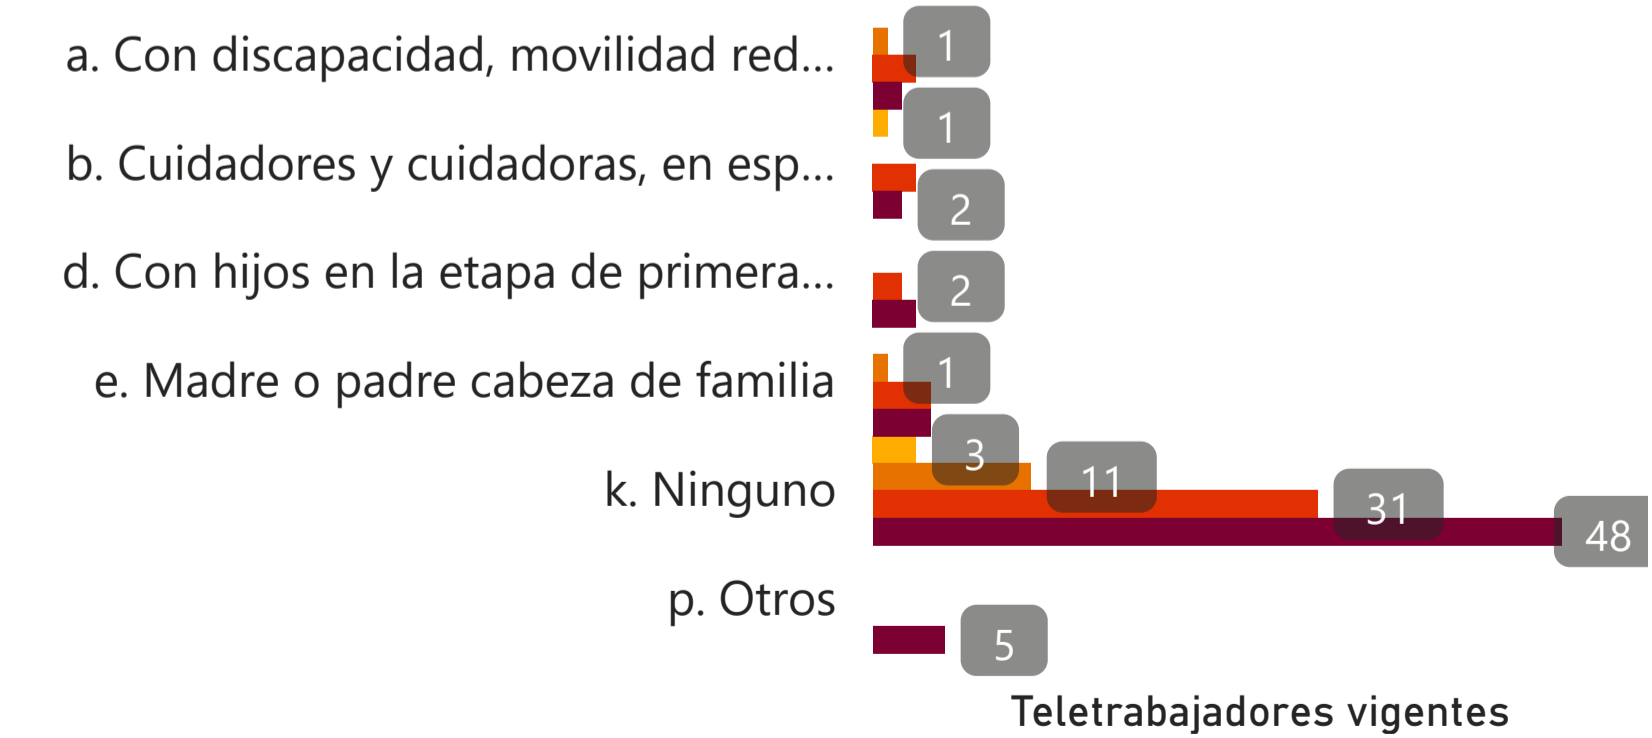 a. Con discapacidad, movilidad red...
1
1
b. Cuidadores y cuidadoras, en esp...
2
d. Con hijos en la etapa de primera...
2
e. Madre o padre cabeza de familia
1
3
k. Ninguno
11
31
48
p. Otros
5
Teletrabajadores vigentes